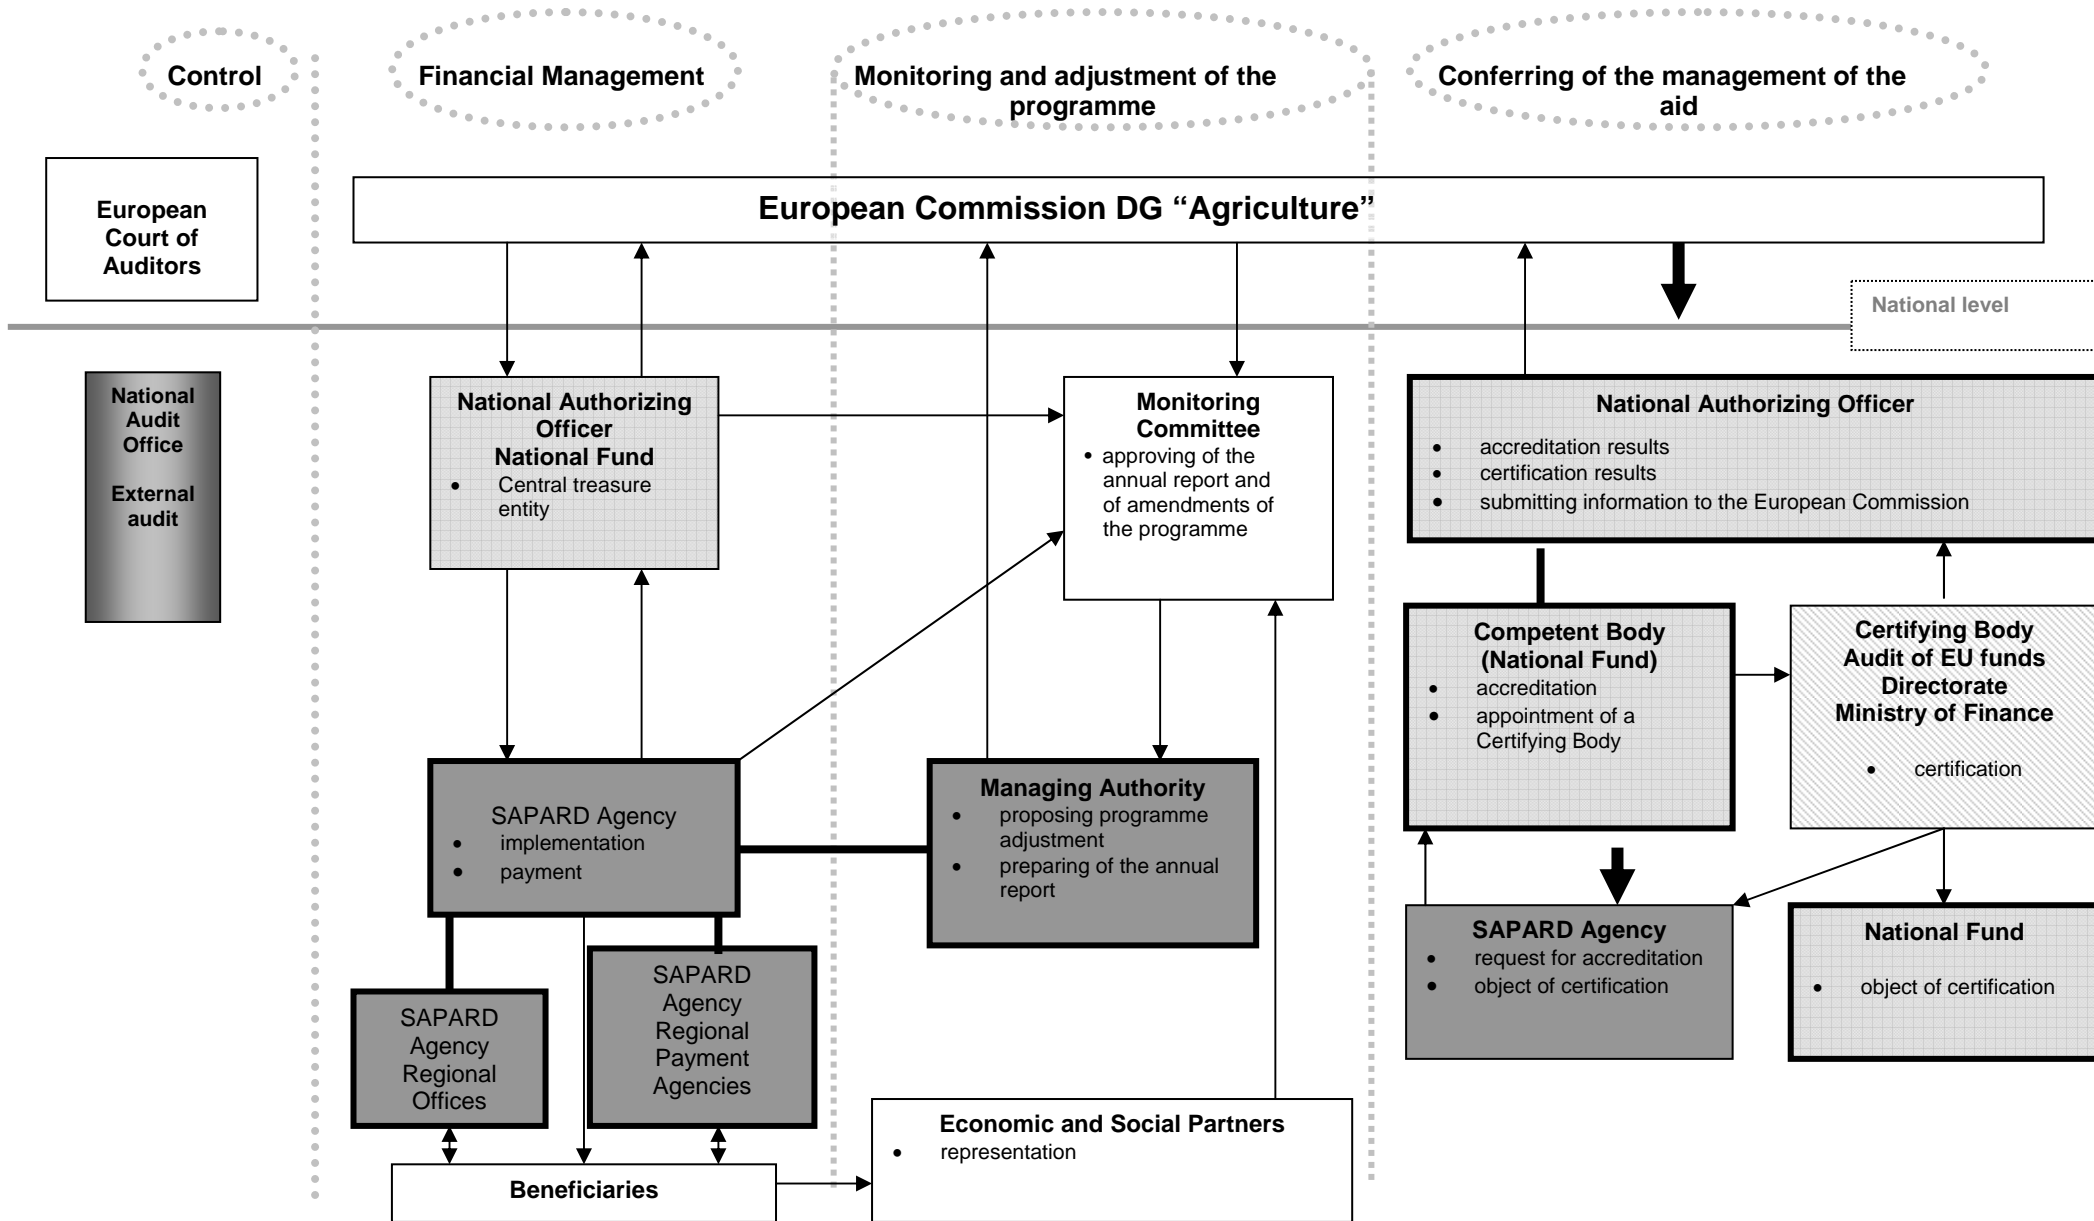 Control
Financial Management
Monitoring and adjustment of the
programme
Conferring of the management of the
aid
European
Court of
Auditors
European Commission DG “Agriculture”
National level
National
Audit
Office
External
audit
National Authorizing
Officer
National Fund
• Central treasure
entity
Monitoring
Committee
• approving of the
annual report and
of amendments of
the programme
National Authorizing Officer
• accreditation results
• certification results
• submitting information to the European Commission
Competent Body
(National Fund)
• accreditation
• appointment of a
Certifying Body
Certifying Body
Audit of EU funds
Directorate
Ministry of Finance
• certification
SAPARD Agency
• implementation
• payment
Managing Authority
• proposing programme
adjustment
• preparing of the annual
report
SAPARD Agency
• request for accreditation
• object of certification
National Fund
• object of certification
SAPARD
Agency
Regional
Offices
SAPARD
Agency
Regional
Payment
Agencies
Economic and Social Partners
• representation
Beneficiaries